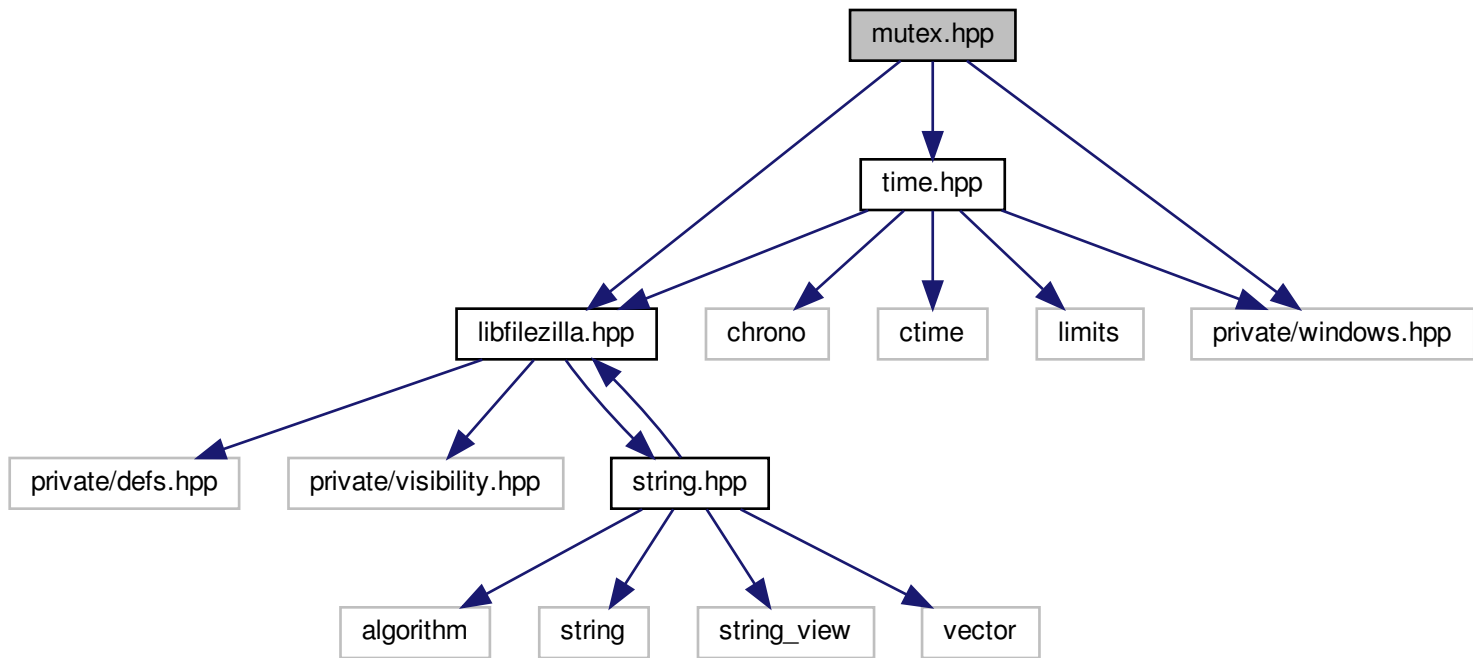 mutex.hpp
time.hpp
libfilezilla.hpp
chrono
ctime
limits
private/windows.hpp
private/defs.hpp
private/visibility.hpp
string.hpp
algorithm
string
string_view
vector